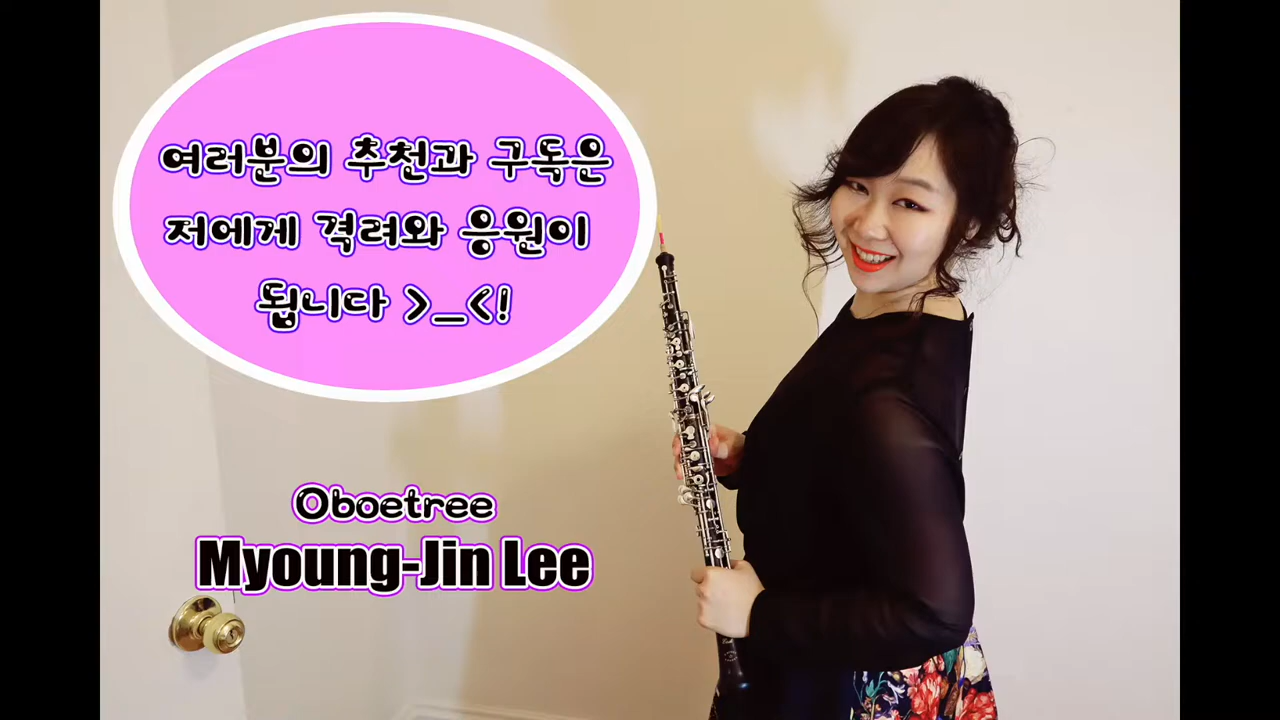 여러분의 추천과 구독은
저에게 격려와 응원이
됩니다 >_<!
Oboetree
Myoung-Jin Lee